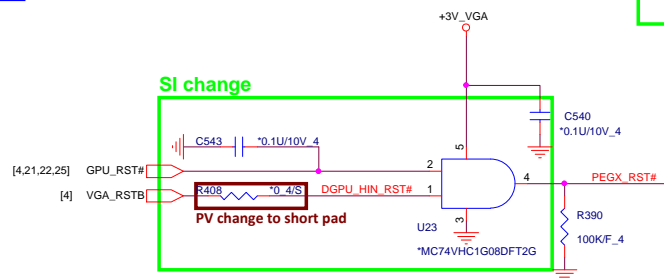 +3V_VGA
SI change
C543 *0.1U/10V_4
C540
*0.1U/10V_4
5
[4,21,22,25] GPU_RST# 2
4 PEGX_RST#
[4] VGA_RSTB R408 *0_4/S DGPU_HIN_RST# 1
PV change to short pad
3
U23
R390
100K/F_4
*MC74VHC1G08DFT2G